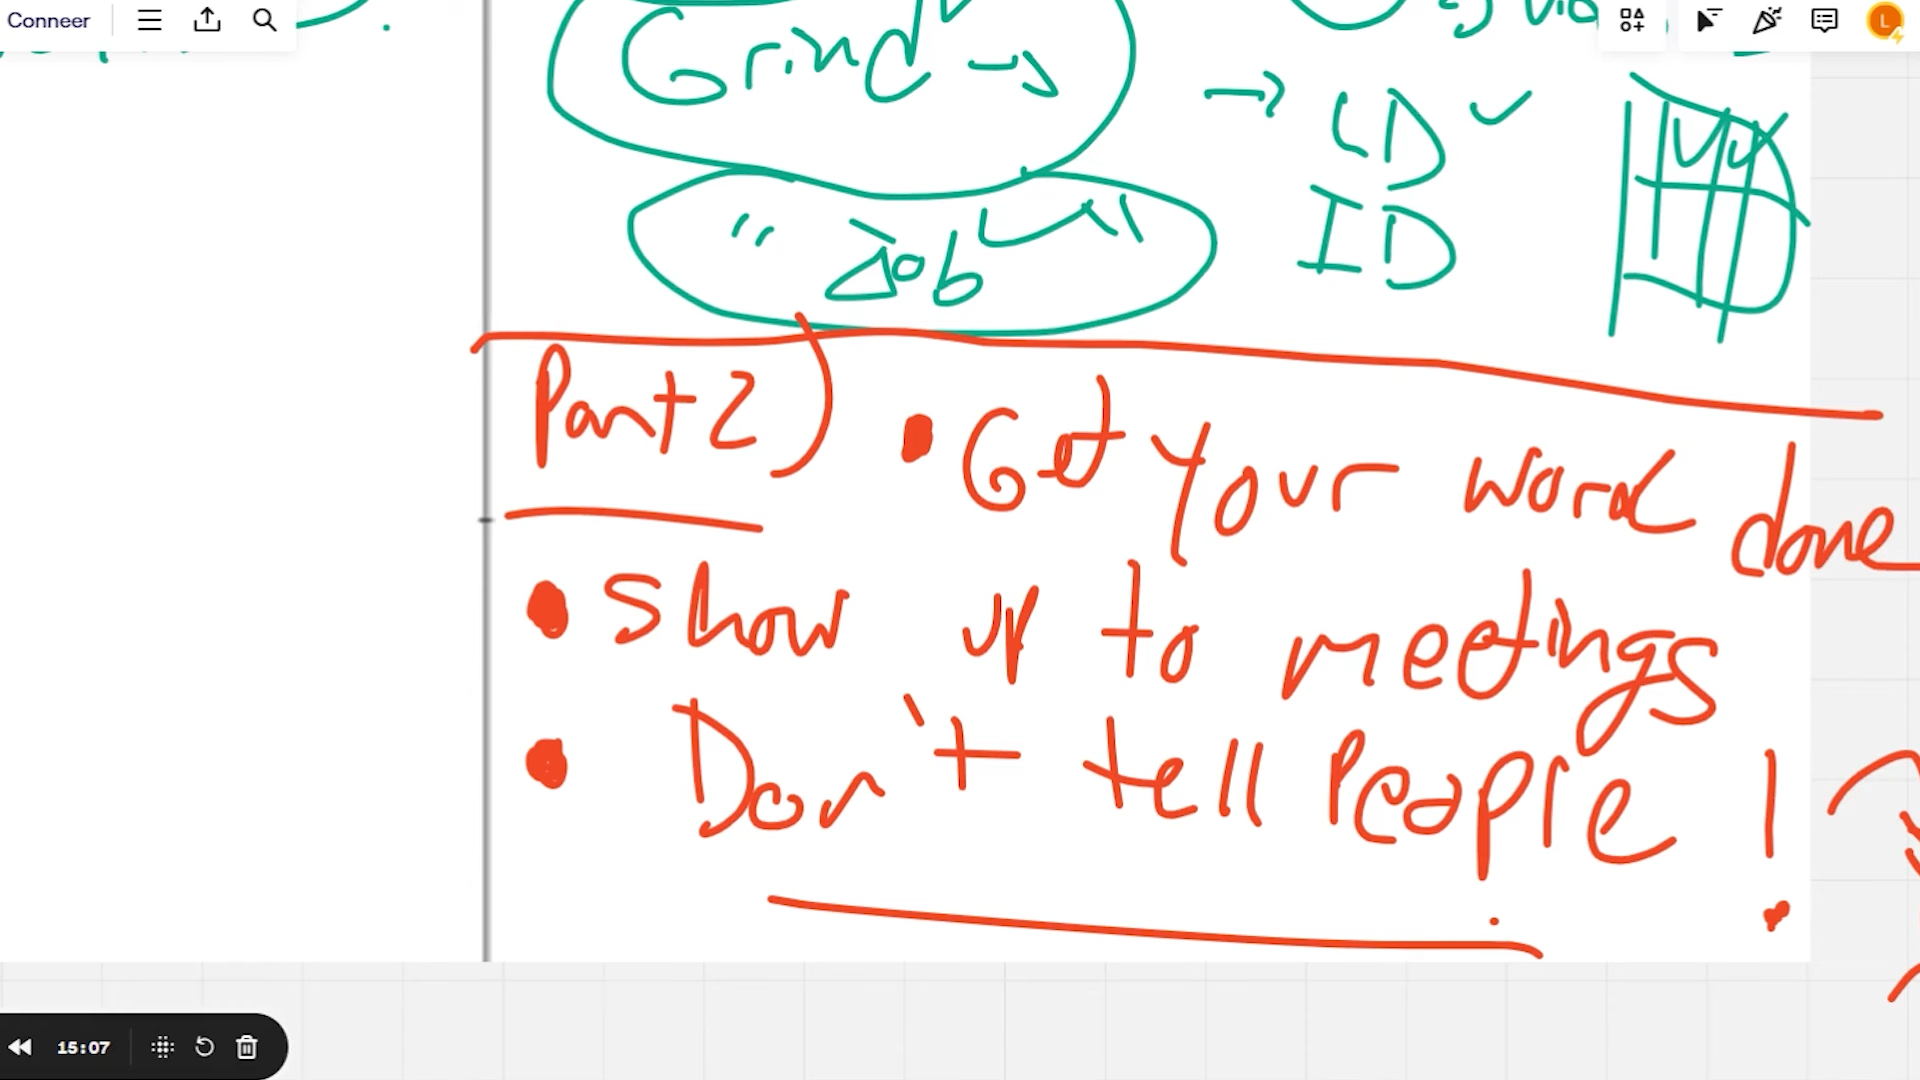 Conneer
L
Grind →
→ LD ✓
ID
" Job "
Part 2) • Get Your work done
• Show up to meetings
• Don't tell People !
15:07